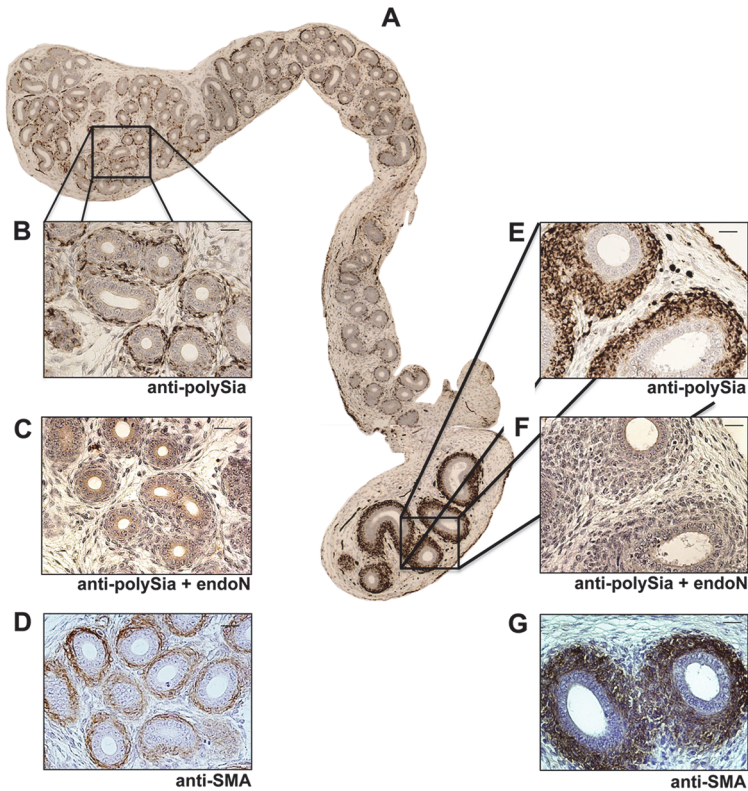 A
B
anti-polySia
C
anti-polySia + endoN
D
anti-SMA
E
anti-polySia
F
anti-polySia + endoN
G
anti-SMA